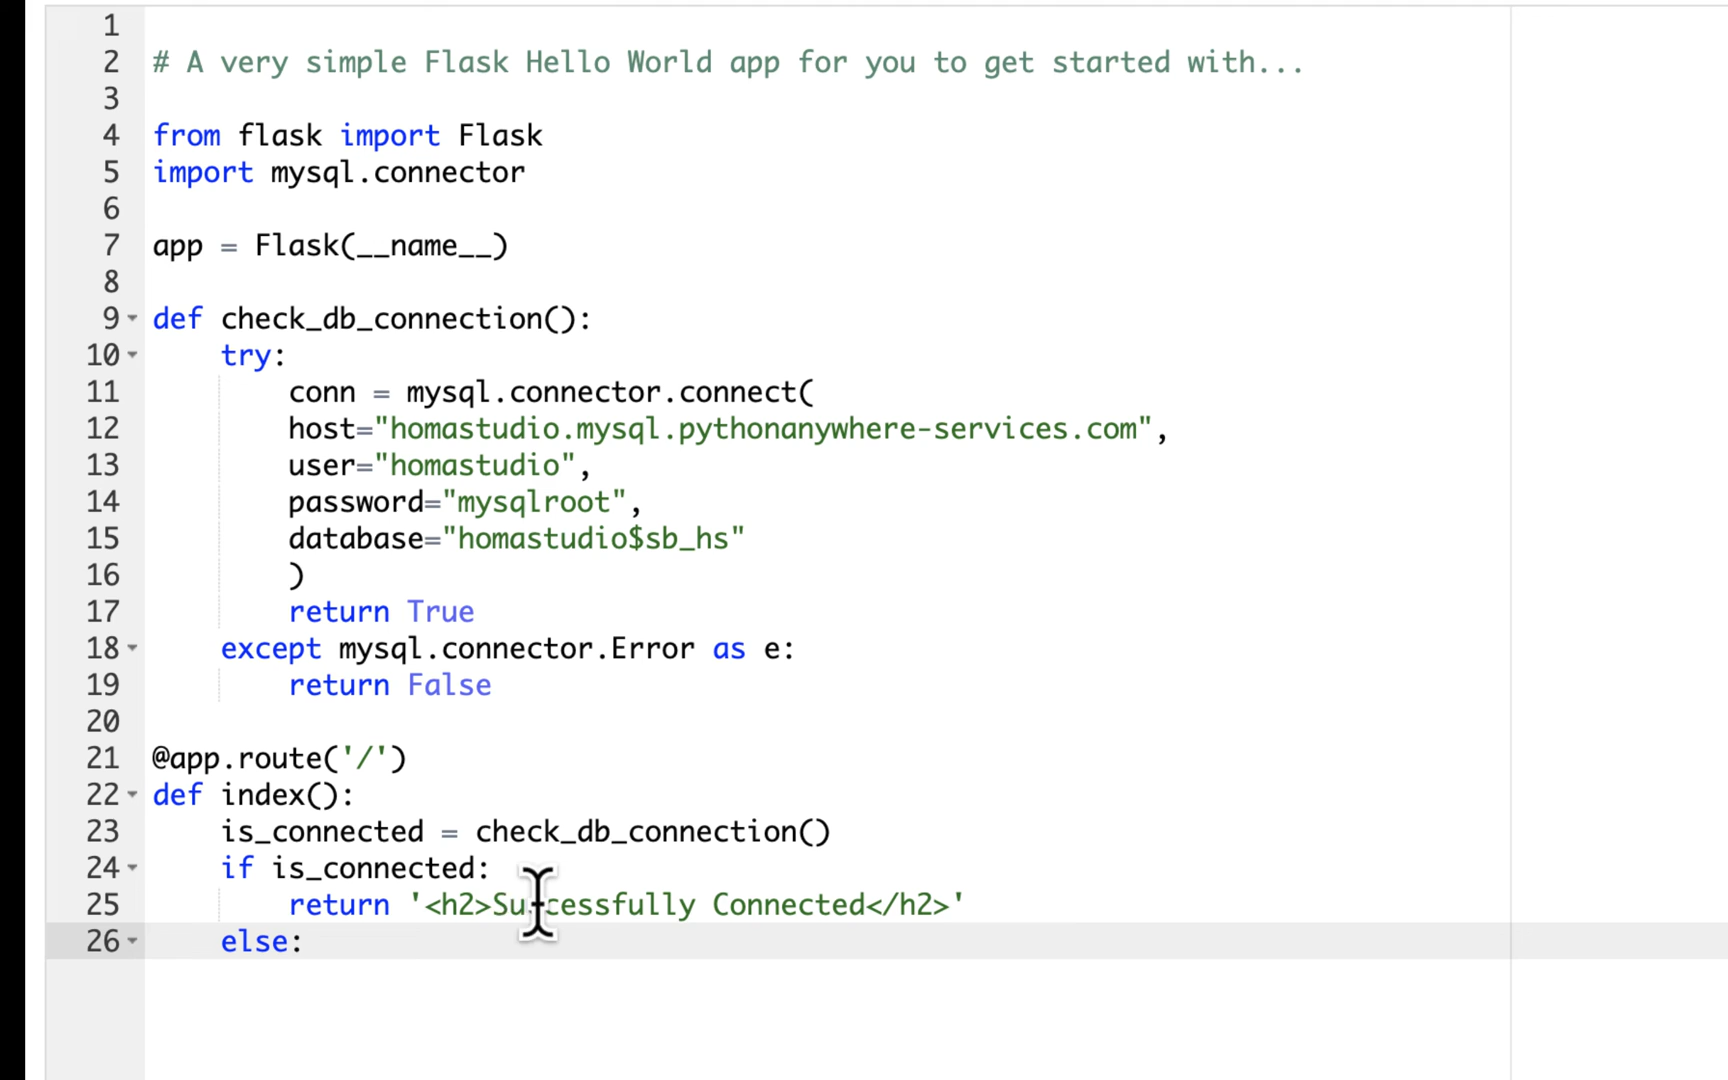 1
2 # A very simple Flask Hello World app for you to get started with...
3
4 from flask import Flask
5 import mysql.connector
6
7 app = Flask(__name__)
8
9 def check_db_connection():
10     try:
11         conn = mysql.connector.connect(
12         host="homastudio.mysql.pythonanywhere-services.com",
13         user="homastudio",
14         password="mysqlroot",
15         database="homastudio$sb_hs"
16         )
17         return True
18     except mysql.connector.Error as e:
19         return False
20
21 @app.route('/')
22 def index():
23     is_connected = check_db_connection()
24     if is_connected:
25         return '<h2>Successfully Connected</h2>'
26     else: